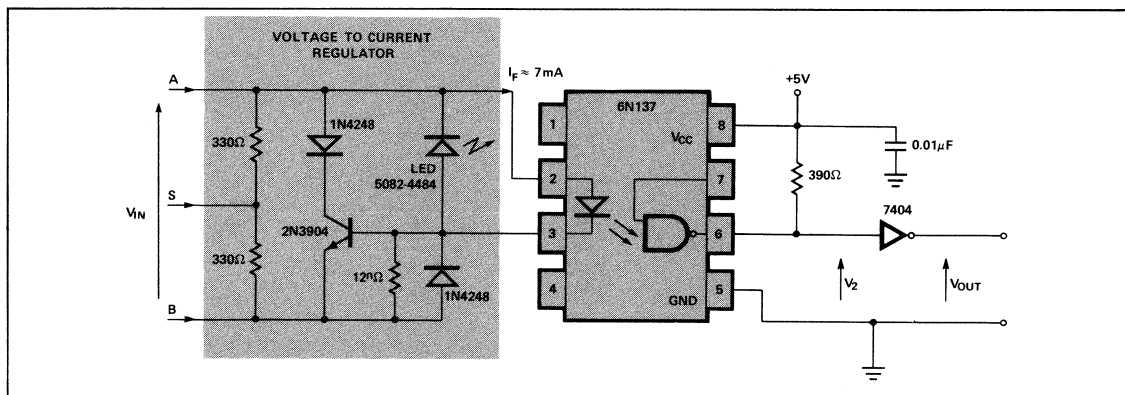 VOLTAGE TO CURRENT
REGULATOR
A
I_F ≈ 7mA
+5V
6N137
1
8
V_CC
1N4248
330Ω
0.01μF
LED
5082-4484
2
7
390Ω
S
V_IN
2N3904
3
6
7404
330Ω
120Ω
1N4248
4
5
GND
V_2
V_OUT
B